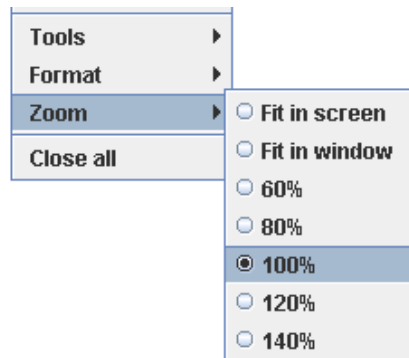 Tools
Format
Zoom
Close all
Fit in screen
Fit in window
60%
80%
100%
120%
140%